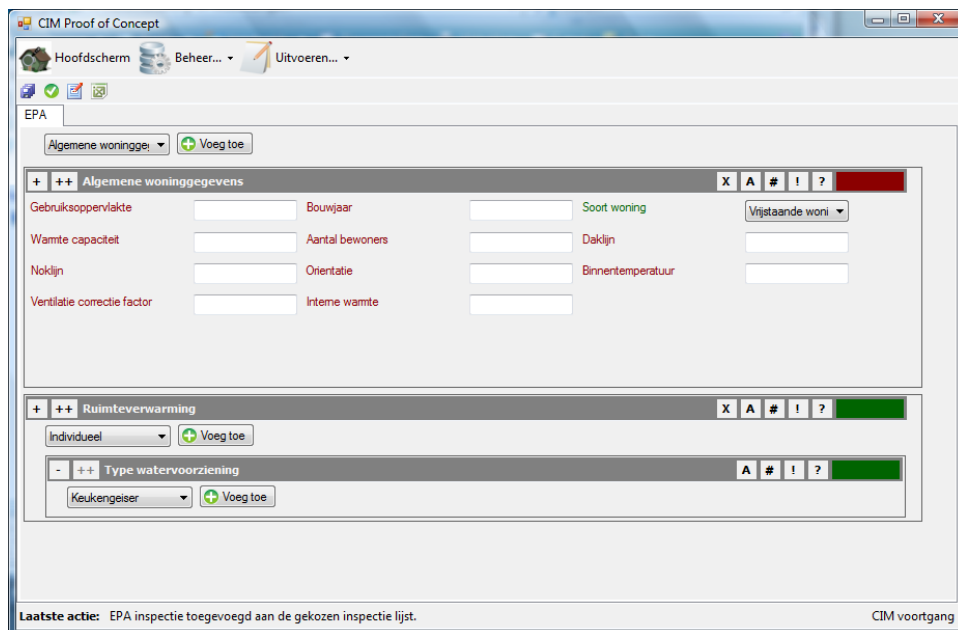 CIM Proof of Concept
Hoofdscherm Beheer... Uitvoeren...
EPA
Algemene woningge Voeg toe
+ ++ Algemene woninggegevens X A # ! ?
Gebruiksoppervlakte Bouwjaar Soort woning Vrijstaande woni
Warmte capaciteit Aantal bewoners Daklijn
Noklijn Orientatie Binnentemperatuur
Ventilatie correctie factor Interne warmte
+ ++ Ruimteverwarming X A # ! ?
Individueel Voeg toe
- ++ Type watervoorziening A # ! ?
Keukengeiser Voeg toe
Laatste actie: EPA inspectie toegevoegd aan de gekozen inspectie lijst. CIM voortgang